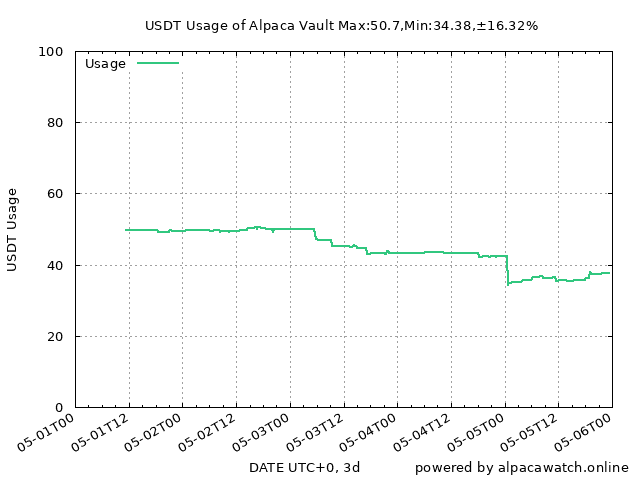 USDT Usage of Alpaca Vault Max:50.7,Min:34.38,±16.32%
100
Usage
80
60
USDT Usage
40
20
0
05-01T00 05-01T12 05-02T00 05-02T12 05-03T00 05-03T12 05-04T00 05-04T12 05-05T00 05-05T12 05-06T00
DATE UTC+0, 3d
powered by alpacawatch.online